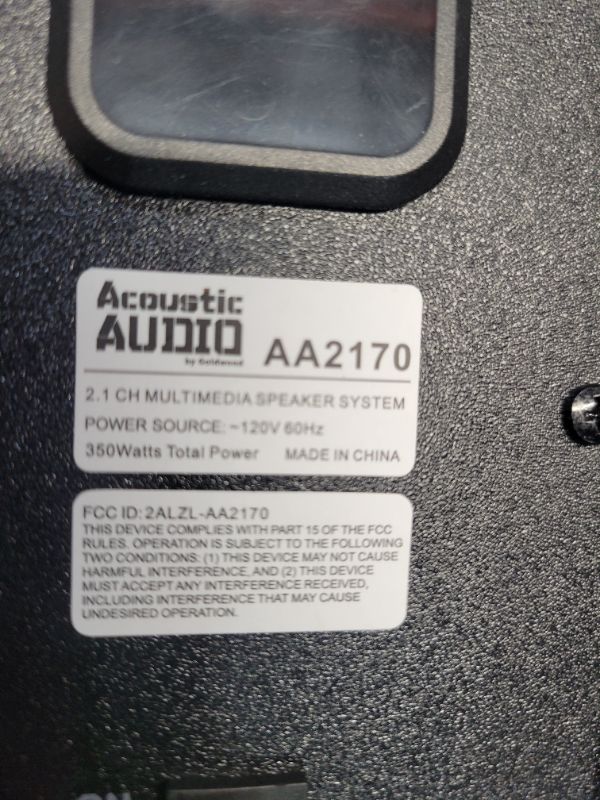 Acoustic
AUDIO
by Goldwood
AA2170
2.1 CH MULTIMEDIA SPEAKER SYSTEM
POWER SOURCE: ~120V 60Hz
350Watts Total Power MADE IN CHINA
FCC ID: 2ALZL-AA2170
THIS DEVICE COMPLIES WITH PART 15 OF THE FCC
RULES. OPERATION IS SUBJECT TO THE FOLLOWING
TWO CONDITIONS: (1) THIS DEVICE MAY NOT CAUSE
HARMFUL INTERFERENCE, AND (2) THIS DEVICE
MUST ACCEPT ANY INTERFERENCE RECEIVED,
INCLUDING INTERFERENCE THAT MAY CAUSE
UNDESIRED OPERATION.
ON